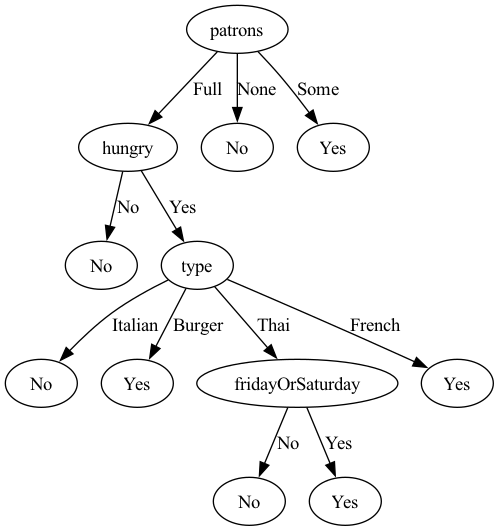 patrons
Full
None
Some
hungry
No
Yes
No
Yes
No
type
Italian
Burger
Thai
French
No
Yes
fridayOrSaturday
Yes
No
Yes
No
Yes